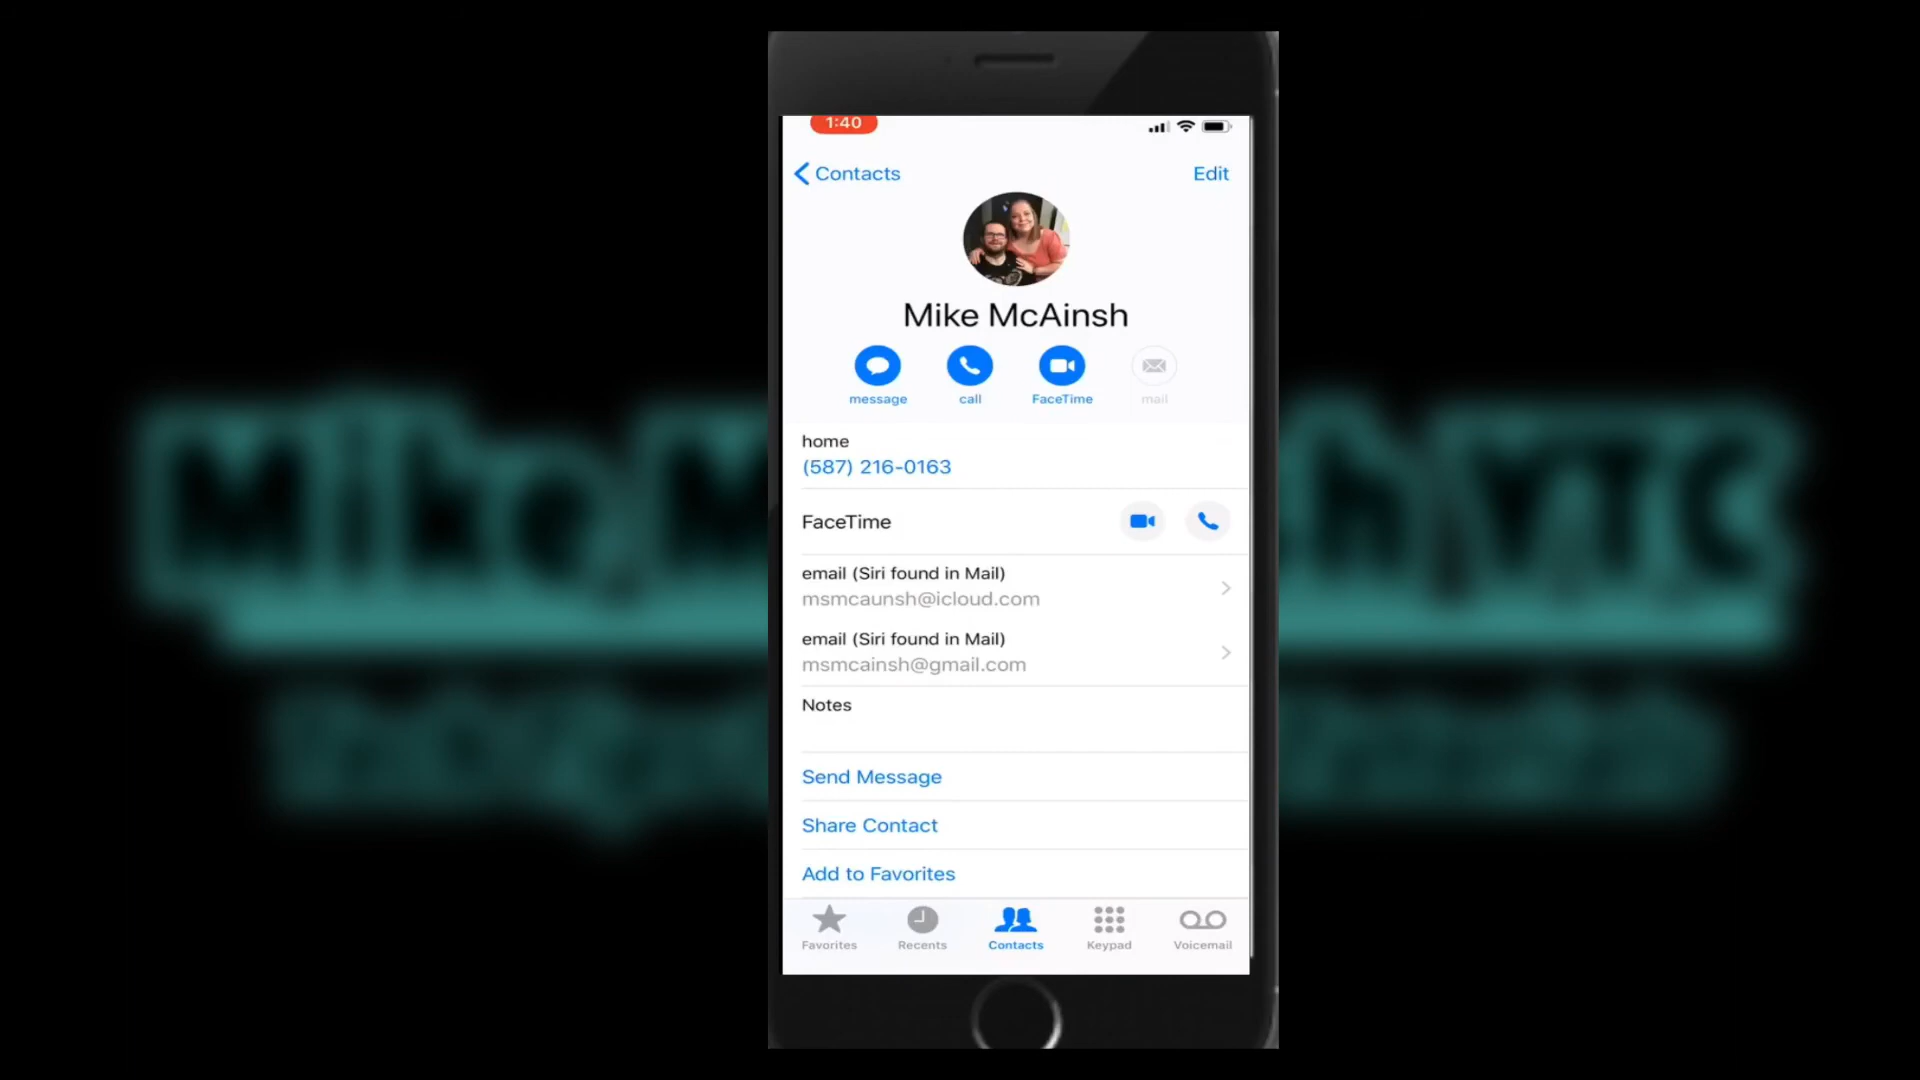 1:40
Contacts
Edit
Mike McAinsh
message
call
FaceTime
mail
home
(587) 216-0163
FaceTime
email (Siri found in Mail)
msmcaunsh@icloud.com
email (Siri found in Mail)
msmcainsh@gmail.com
Notes
Send Message
Share Contact
Add to Favorites
Favorites
Recents
Contacts
Keypad
Voicemail